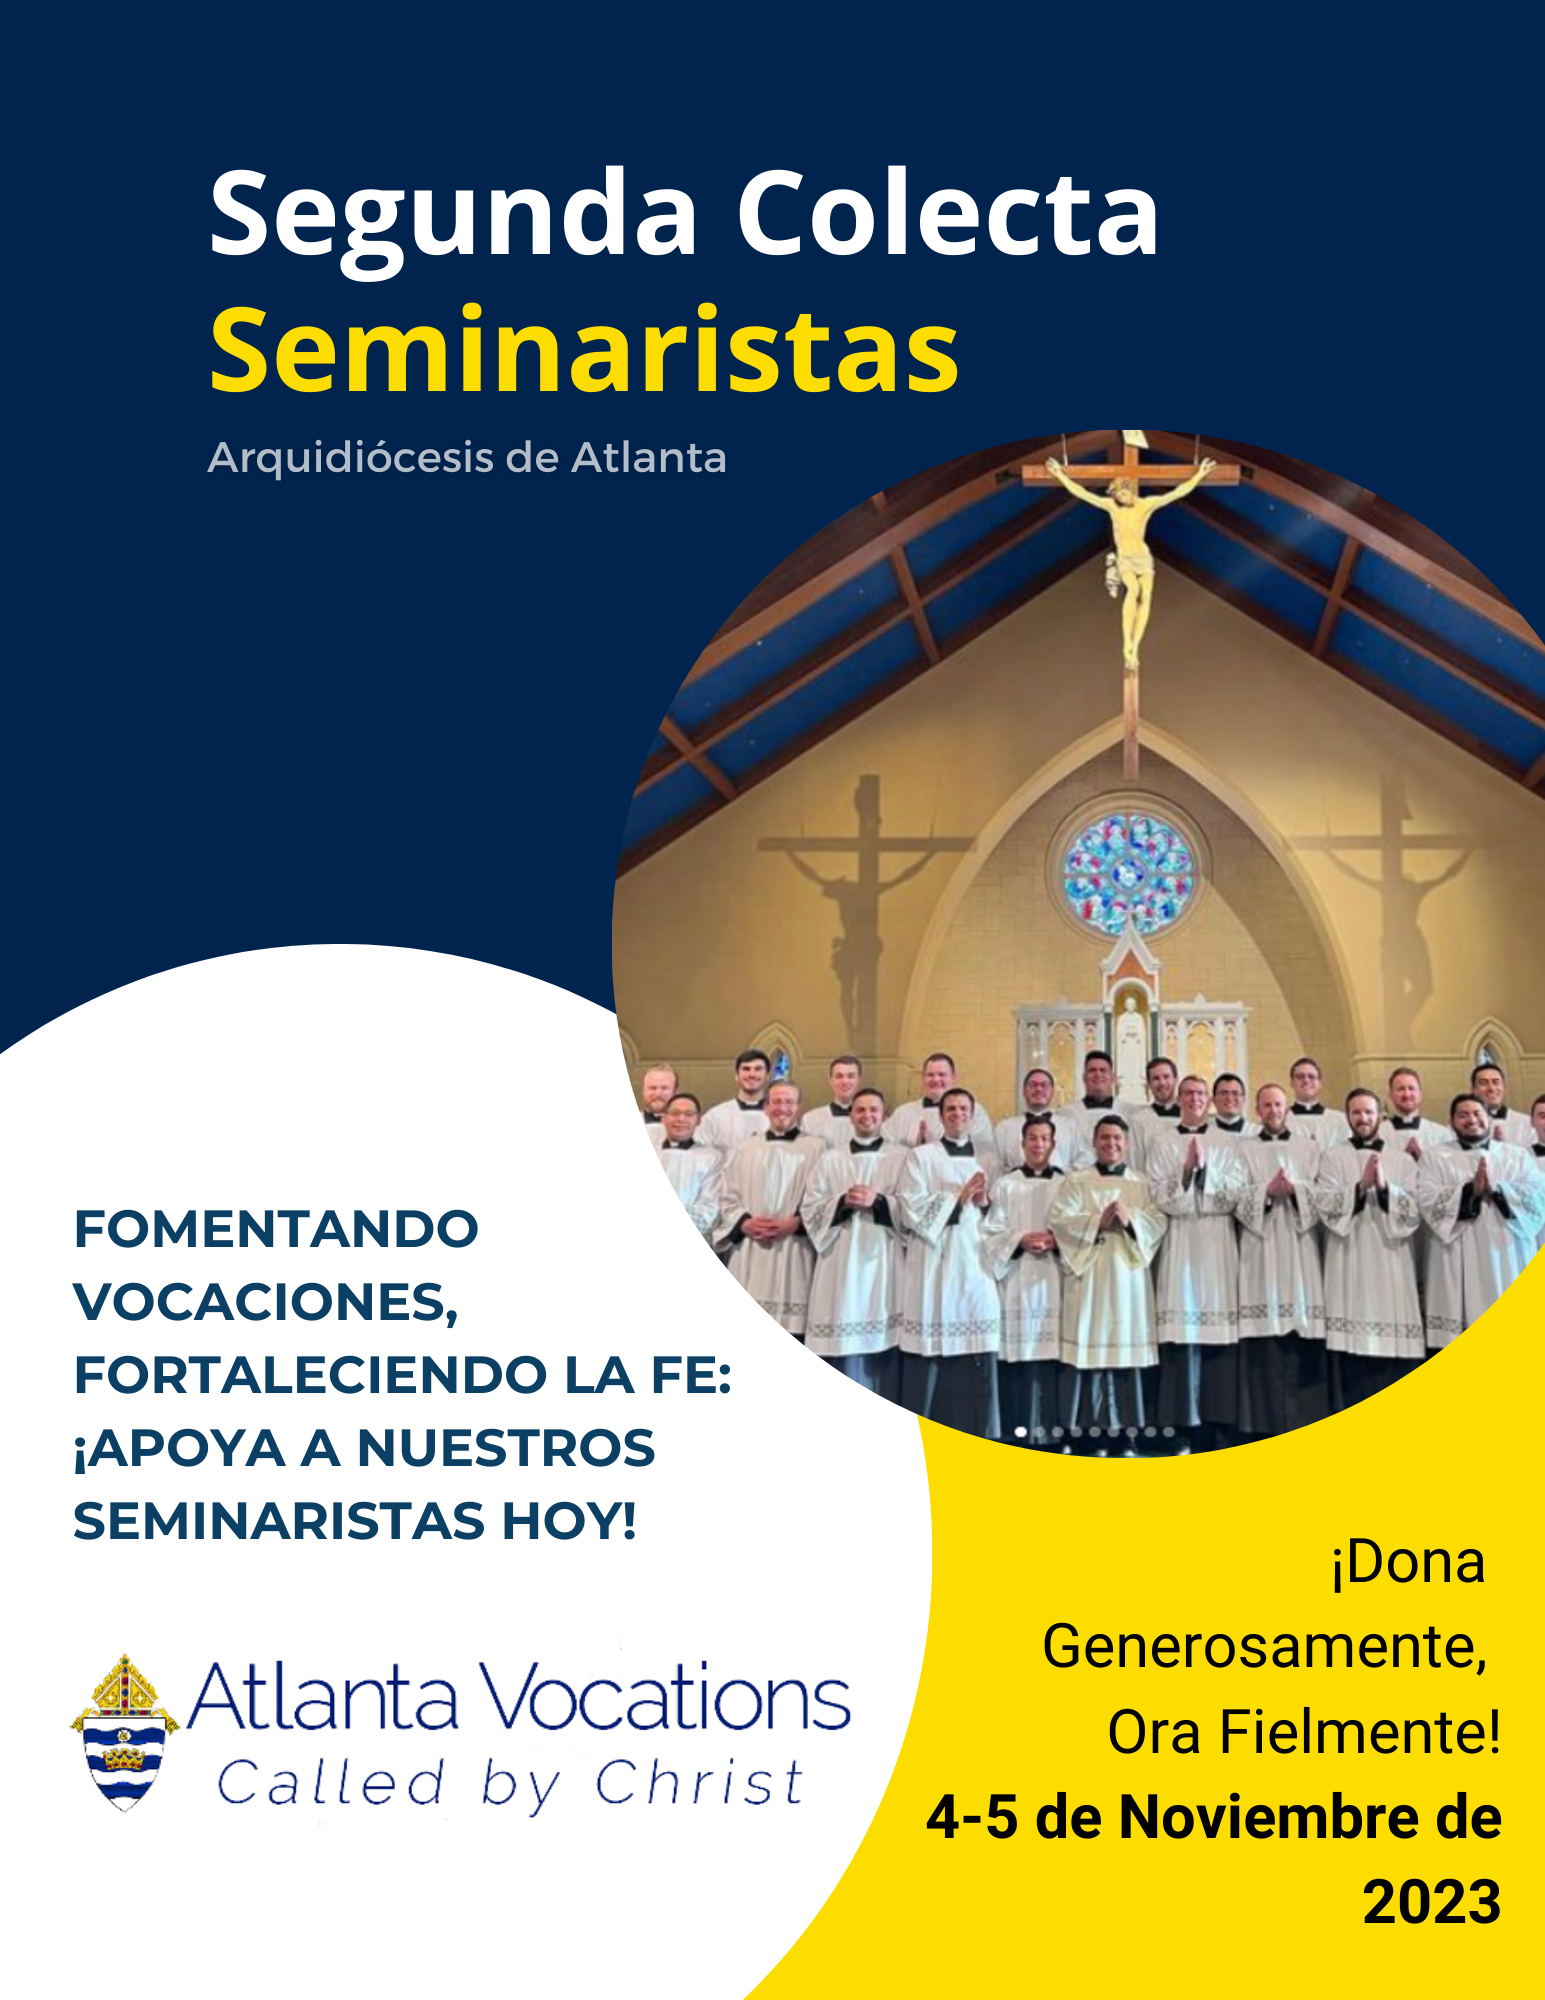 Segunda Colecta
Seminaristas
Arquidiócesis de Atlanta
FOMENTANDO
VOCACIONES,
FORTALECIENDO LA FE:
¡APOYA A NUESTROS
SEMINARISTAS HOY!
Atlanta Vocations
Called by Christ
¡Dona
Generosamente,
Ora Fielmente!
4-5 de Noviembre de
2023